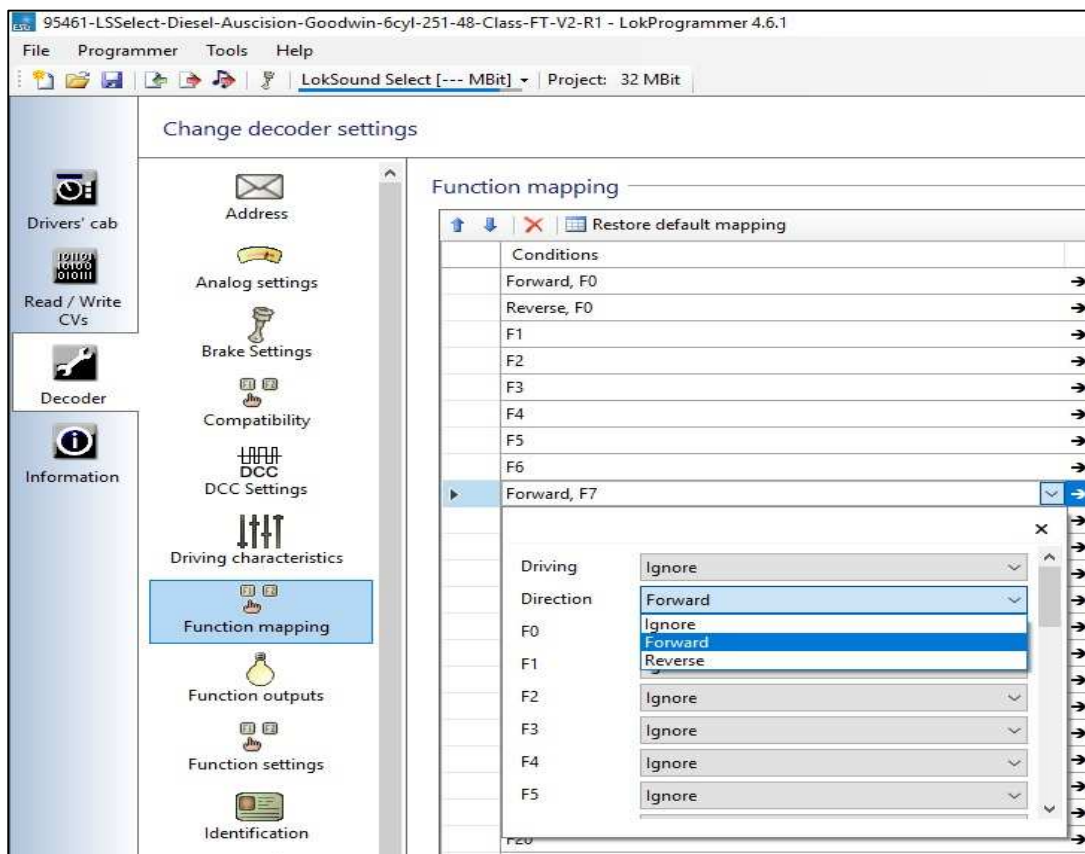 95461-LSSelect-Diesel-Auscision-Goodwin-6cyl-251-48-Class-FT-V2-R1 - LokProgrammer 4.6.1
File Programmer Tools Help
LokSound Select [--- MBit] Project: 32 MBit
Change decoder settings
Drivers' cab
Read / Write
CVs
Decoder
Information
Address
Analog settings
Brake Settings
Compatibility
DCC
DCC Settings
Driving characteristics
Function mapping
Function outputs
Function settings
Identification
Function mapping
Restore default mapping
Conditions
Forward, F0
Reverse, F0
F1
F2
F3
F4
F5
F6
Forward, F7
Driving Ignore
Direction Forward
Ignore
Forward
Reverse
F0
F1
F2 Ignore
F3 Ignore
F4 Ignore
F5 Ignore
F20